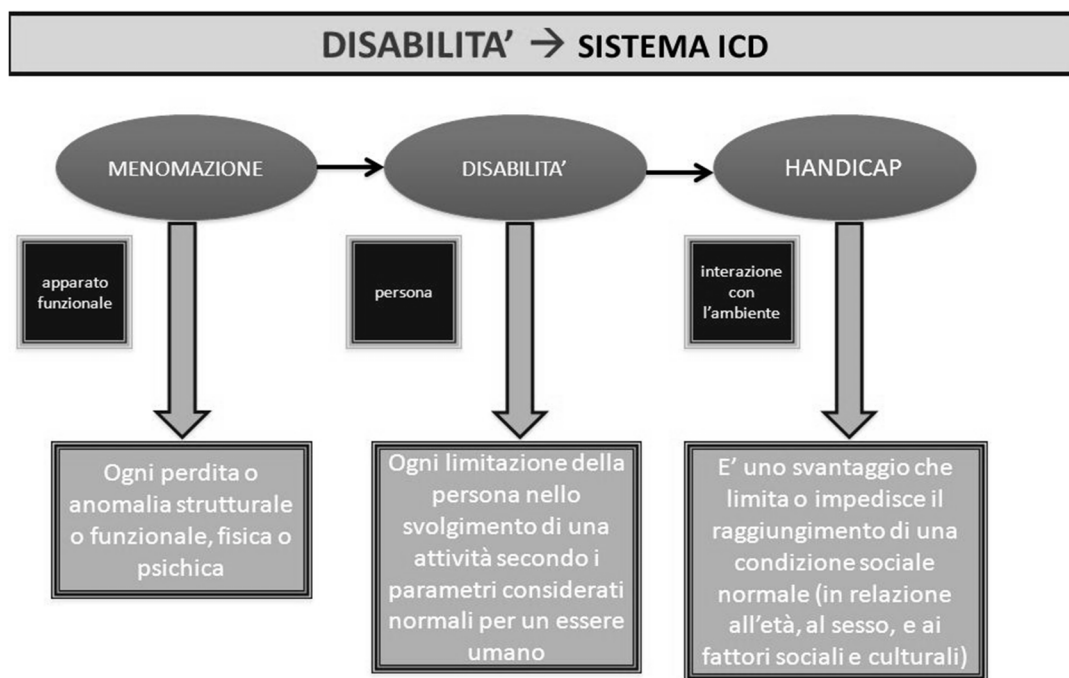 DISABILITA’ → SISTEMA ICD
MENOMAZIONE
DISABILITA’
HANDICAP
apparato
funzionale
persona
interazione
con
l’ambiente
Ogni perdita o
anomalia strutturale
o funzionale, fisica o
psichica
Ogni limitazione della
persona nello
svolgimento di una
attività secondo i
parametri considerati
normali per un essere
umano
E’ uno svantaggio che
limita o impedisce il
raggiungimento di una
condizione sociale
normale (in relazione
all’età, al sesso, e ai
fattori sociali e culturali)